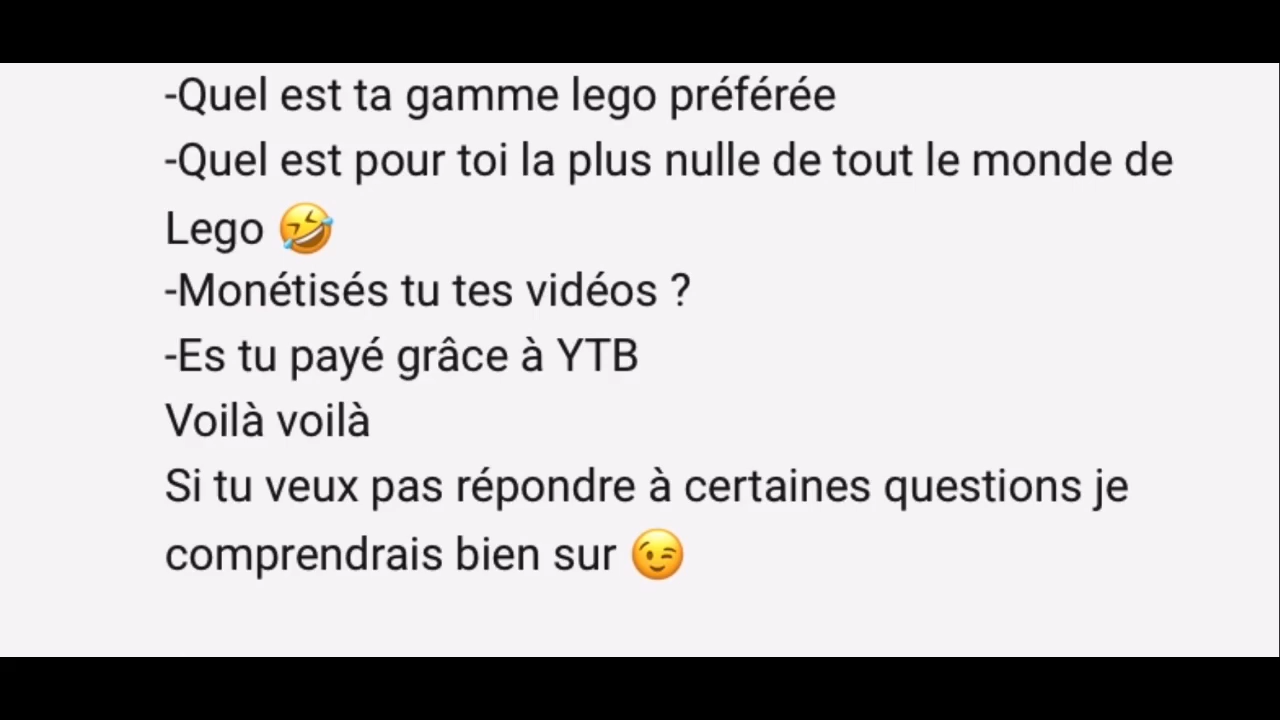 -Quel est ta gamme lego préférée
-Quel est pour toi la plus nulle de tout le monde de
Lego 🤣
-Monétisés tu tes vidéos ?
-Es tu payé grâce à YTB
Voilà voilà
Si tu veux pas répondre à certaines questions je
comprendrais bien sur 😉